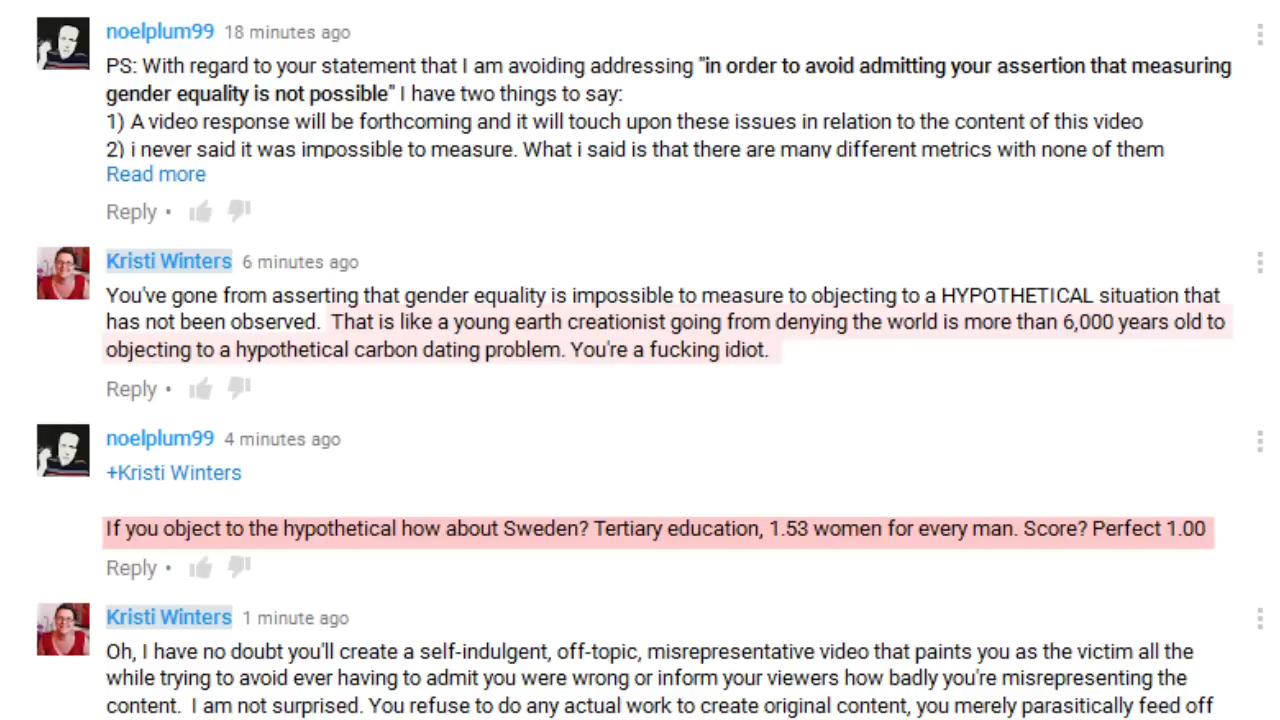 noelplum99 18 minutes ago
PS: With regard to your statement that I am avoiding addressing "in order to avoid admitting your assertion that measuring
gender equality is not possible" I have two things to say:
1) A video response will be forthcoming and it will touch upon these issues in relation to the content of this video
2) i never said it was impossible to measure. What i said is that there are many different metrics with none of them
Read more
Reply •
Kristi Winters 6 minutes ago
You've gone from asserting that gender equality is impossible to measure to objecting to a HYPOTHETICAL situation that
has not been observed. That is like a young earth creationist going from denying the world is more than 6,000 years old to
objecting to a hypothetical carbon dating problem. You're a fucking idiot.
Reply •
noelplum99 4 minutes ago
+Kristi Winters
If you object to the hypothetical how about Sweden? Tertiary education, 1.53 women for every man. Score? Perfect 1.00
Reply •
Kristi Winters 1 minute ago
Oh, I have no doubt you'll create a self-indulgent, off-topic, misrepresentative video that paints you as the victim all the
while trying to avoid ever having to admit you were wrong or inform your viewers how badly you're misrepresenting the
content. I am not surprised. You refuse to do any actual work to create original content, you merely parasitically feed off